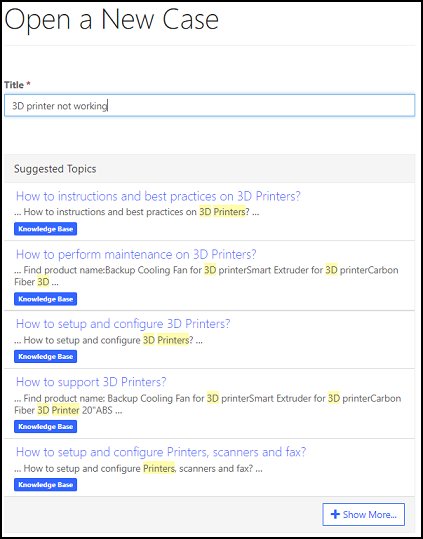 Open a New Case
Title *
3D printer not working
Suggested Topics
How to instructions and best practices on 3D Printers?
... How to instructions and best practices on 3D Printers? ...
Knowledge Base
How to perform maintenance on 3D Printers?
... Find product name:Backup Cooling Fan for 3D printerSmart Extruder for 3D printerCarbon
Fiber 3D ...
Knowledge Base
How to setup and configure 3D Printers?
... How to setup and configure 3D Printers? ...
Knowledge Base
How to support 3D Printers?
... Find product name: Backup Cooling Fan for 3D printerSmart Extruder for 3D printerCarbon
Fiber 3D Printer 20"ABS ...
Knowledge Base
How to setup and configure Printers, scanners and fax?
... How to setup and configure Printers, scanners and fax? ...
Knowledge Base
+ Show More...